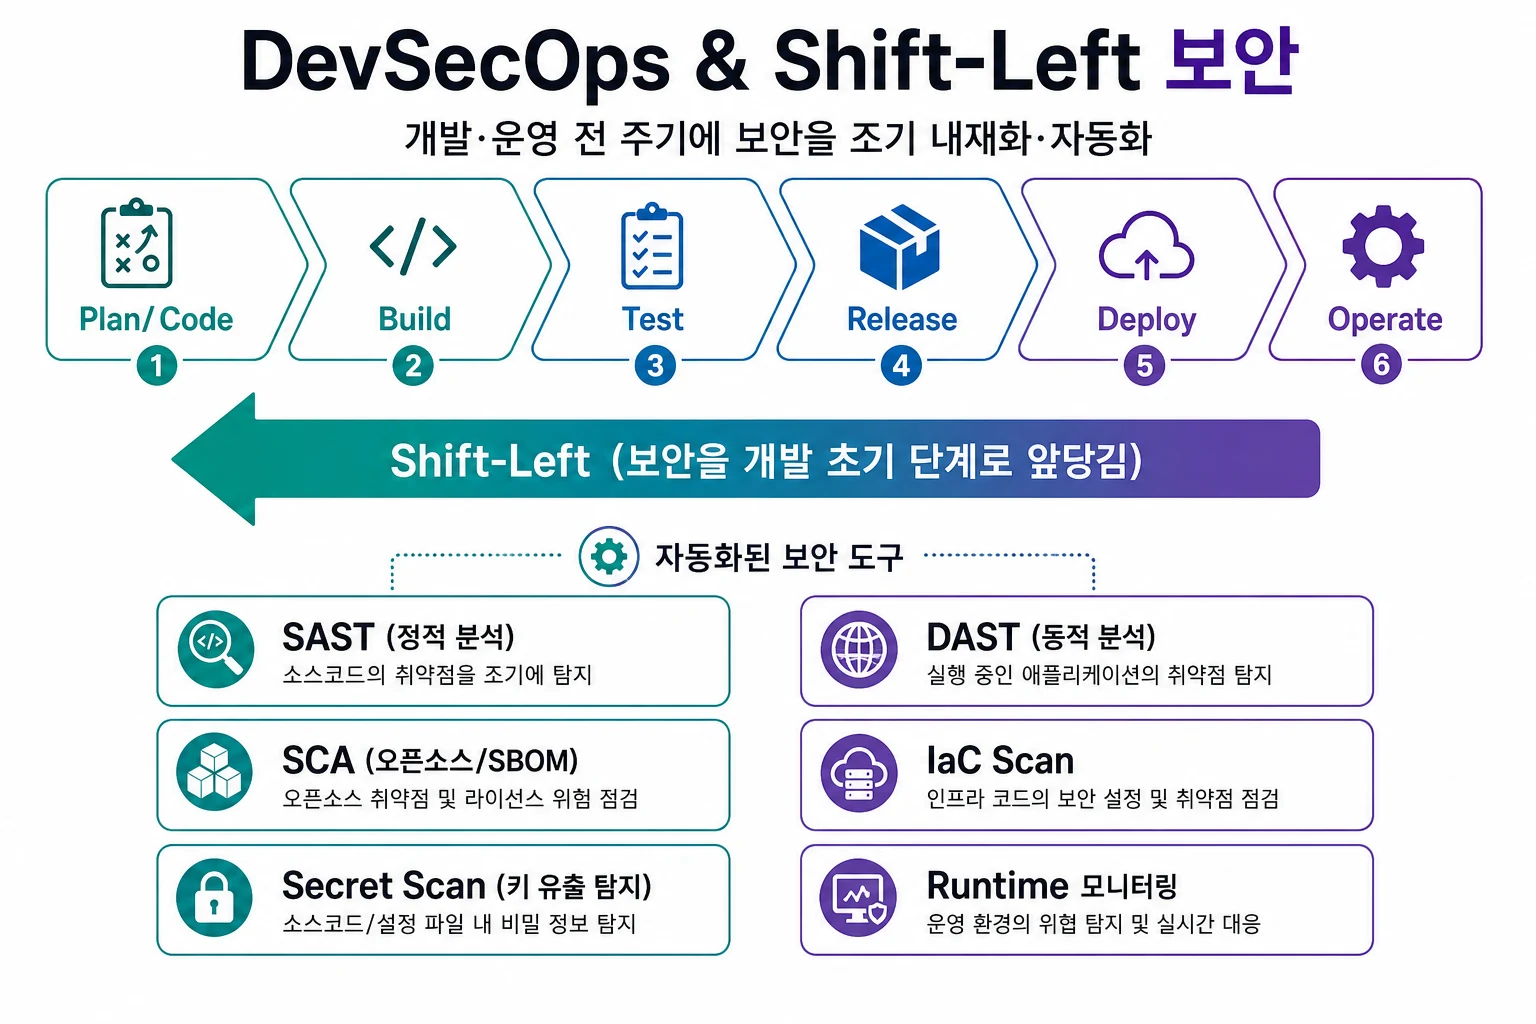 DevSecOps & Shift-Left 보안
개발·운영 전 주기에 보안을 조기 내재화·자동화
Plan/Code
1
Build
2
Test
3
Release
4
Deploy
5
Operate
6
Shift-Left (보안을 개발 초기 단계로 앞당김)
자동화된 보안 도구
SAST (정적 분석)
소스코드의 취약점을 조기에 탐지
SCA (오픈소스/SBOM)
오픈소스 취약점 및 라이선스 위험 점검
Secret Scan (키 유출 탐지)
소스코드/설정 파일 내 비밀 정보 탐지
DAST (동적 분석)
실행 중인 애플리케이션의 취약점 탐지
IaC Scan
인프라 코드의 보안 설정 및 취약점 점검
Runtime 모니터링
운영 환경의 위협 탐지 및 실시간 대응